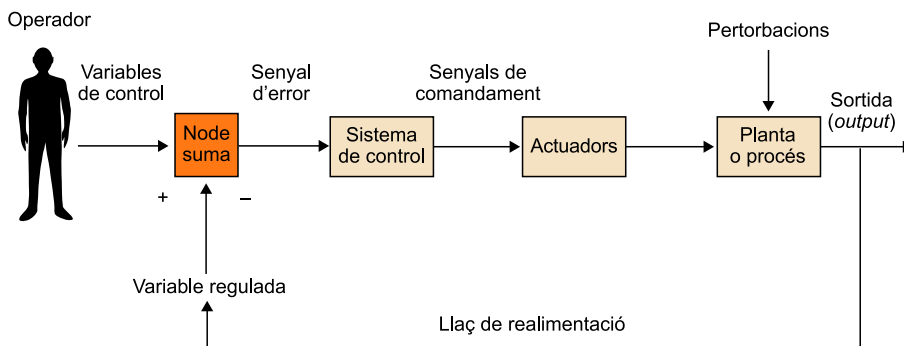 Operador
Pertorbacions
Variables
de control
Senyal
d’error
Senyals de
comandament
Sortida
(output)
Node
suma
Sistema
de control
Actuadors
Planta
o procés
+
–
Variable regulada
Llaç de realimentació